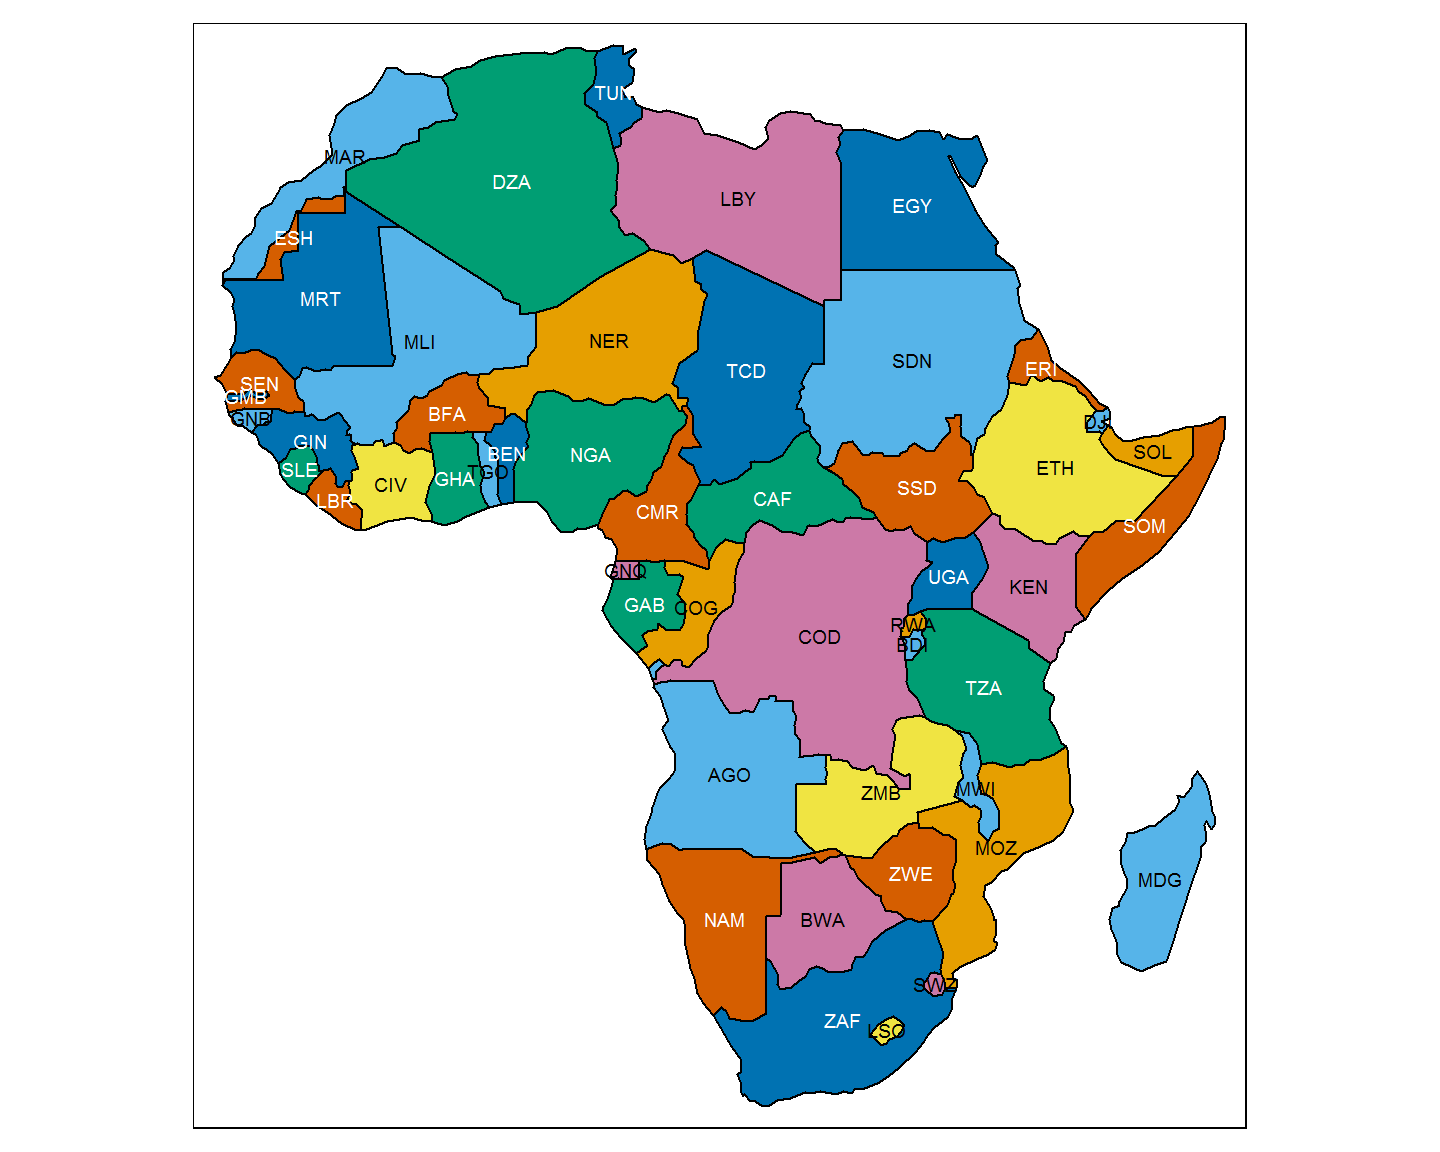 TUN
MAR
DZA
LBY
EGY
ESH
MRT
MLI
NER
TCD
SDN
ERI
SEN
GMB
GNB
BFA
DJI
GIN
BEN
NGA
SOL
SLE
TGO
ETH
LBR
CIV
GHA
CAF
SSD
CMR
SOM
GNQ
UGA
KEN
GAB
COG
RWA
COD
BDI
TZA
AGO
ZMB
MWI
MOZ
ZWE
MDG
NAM
BWA
SWZ
ZAF
LSO